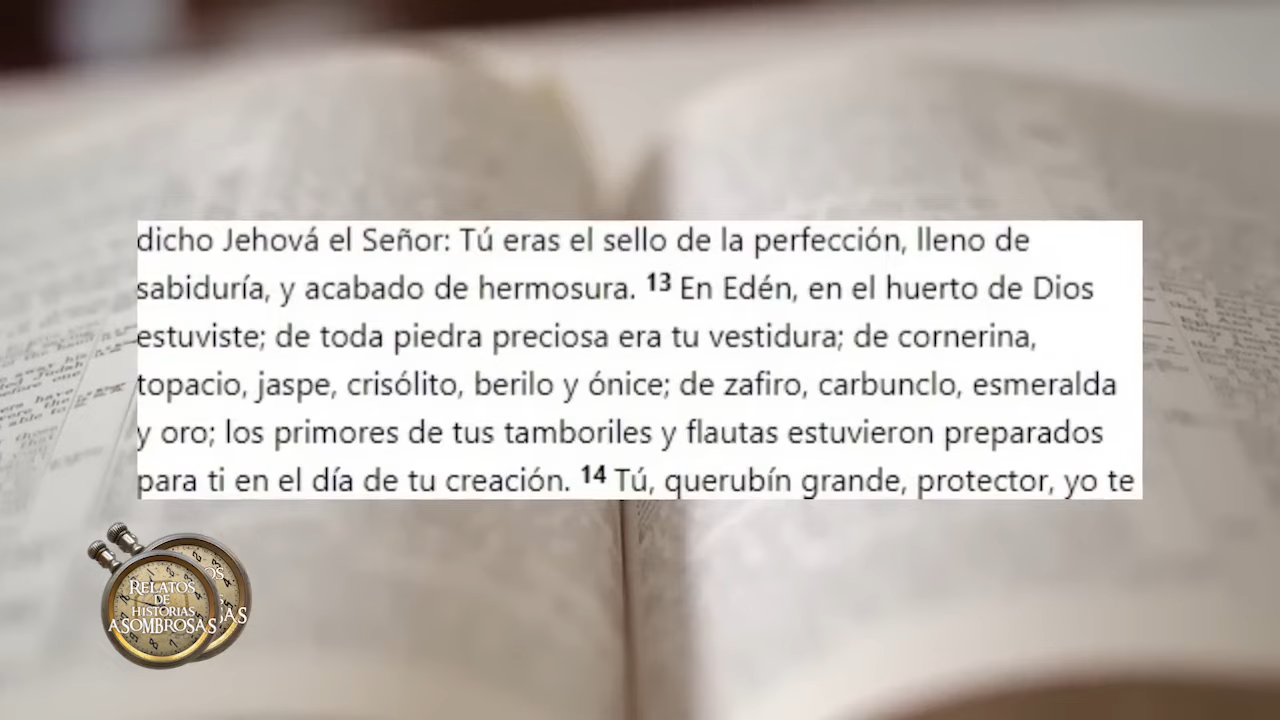 dicho Jehová el Señor: Tú eras el sello de la perfección, lleno de
sabiduría, y acabado de hermosura. 13 En Edén, en el huerto de Dios
estuviste; de toda piedra preciosa era tu vestidura; de cornerina,
topacio, jaspe, crisólito, berilo y ónice; de zafiro, carbunclo, esmeralda
y oro; los primores de tus tamboriles y flautas estuvieron preparados
para ti en el día de tu creación. 14 Tú, querubín grande, protector, yo te
RELATOS
DE
HISTORIAS
ASOMBROSAS